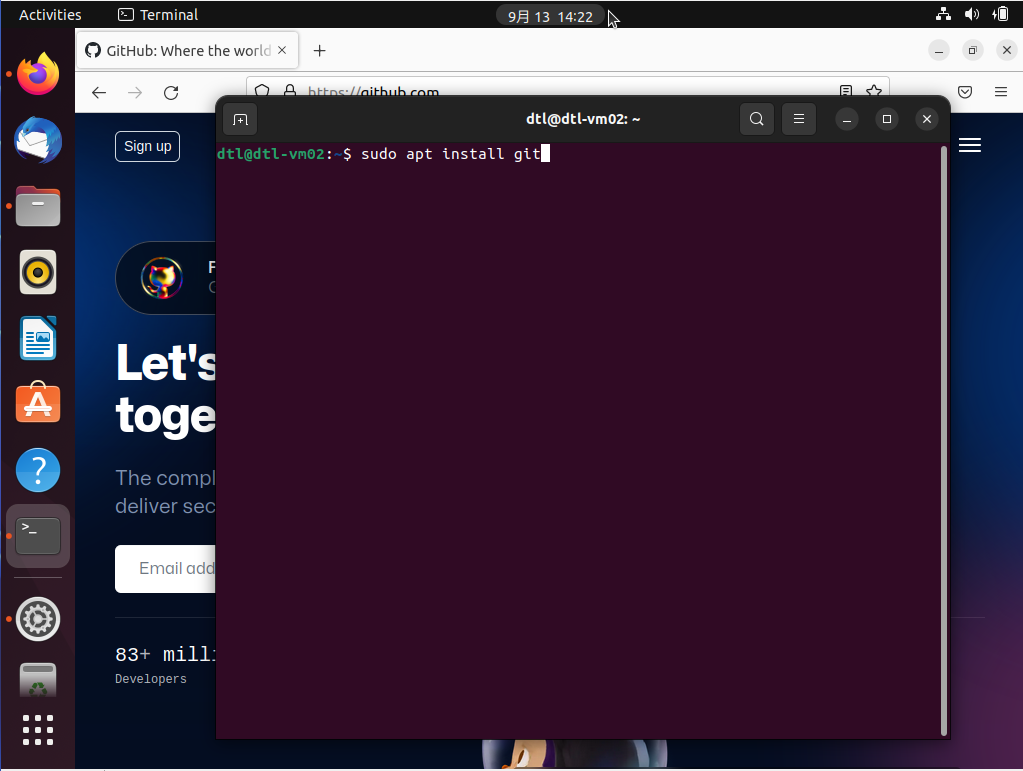 Activities
Terminal
9月 13 14:22
GitHub: Where the world
https://github.com
dtl@dtl-vm02: ~
Sign up
dtl@dtl-vm02:~$ sudo apt install git
F
Let's
toge
The compl
deliver sec
Email add
83+ milli
Developers